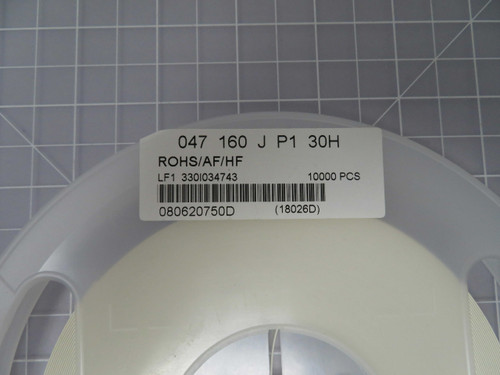 047 160 J P1 30H
ROHS/AF/HF
LF1 330I034743 10000 PCS
080620750D (18026D)